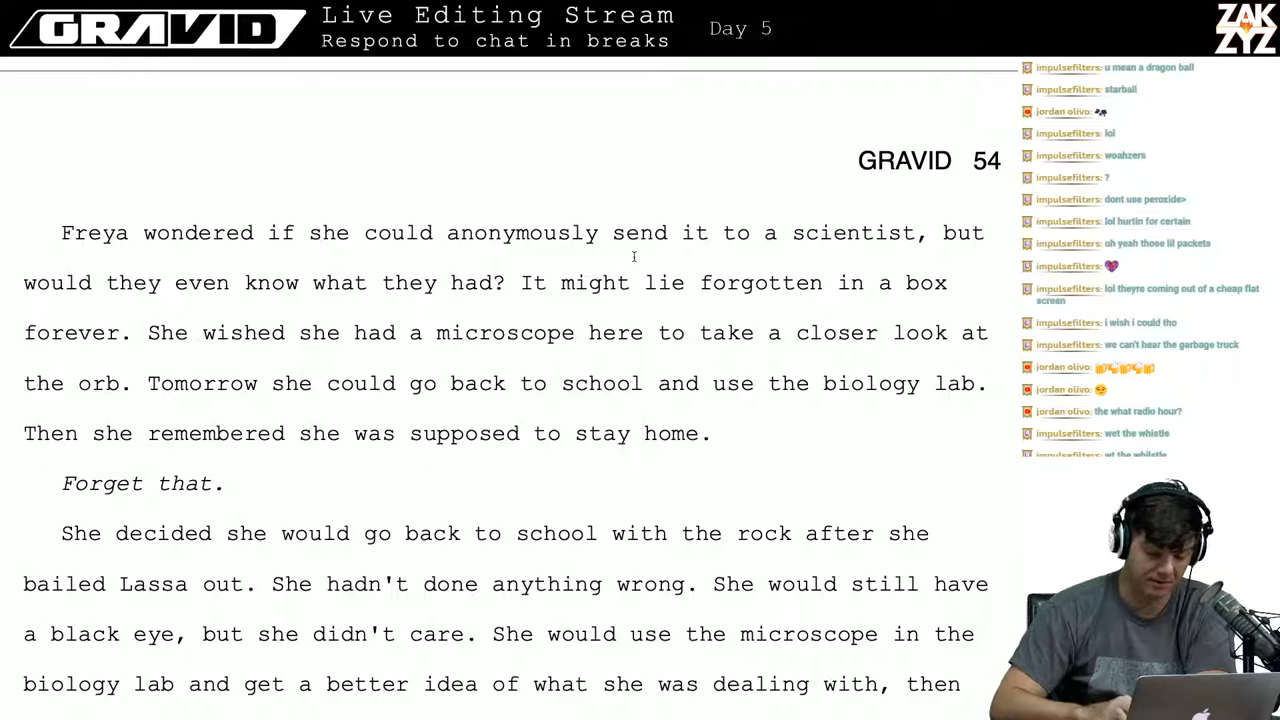 GRAVID
Live Editing Stream
Respond to chat in breaks
Day 5
ZAK
ZYZ
GRAVID 54
Freya wondered if she could anonymously send it to a scientist, but
would they even know what they had? It might lie forgotten in a box
forever. She wished she had a microscope here to take a closer look at
the orb. Tomorrow she could go back to school and use the biology lab.
Then she remembered she was supposed to stay home.
Forget that.
She decided she would go back to school with the rock after she
bailed Lassa out. She hadn't done anything wrong. She would still have
a black eye, but she didn't care. She would use the microscope in the
biology lab and get a better idea of what she was dealing with, then
impulsefilters: u mean a dragon ball
impulsefilters: starball
jordan olivo:
impulsefilters: lol
impulsefilters: woahzers
impulsefilters: ?
impulsefilters: dont use peroxide>
impulsefilters: lol hurtin for certain
impulsefilters: oh yeah those lil packets
impulsefilters:
impulsefilters: lol theyre coming out of a cheap flat
screen
impulsefilters: i wish i could tho
impulsefilters: we can't hear the garbage truck
jordan olivo:
jordan olivo:
jordan olivo: the what radio hour?
impulsefilters: wet the whistle
impulsefilters: